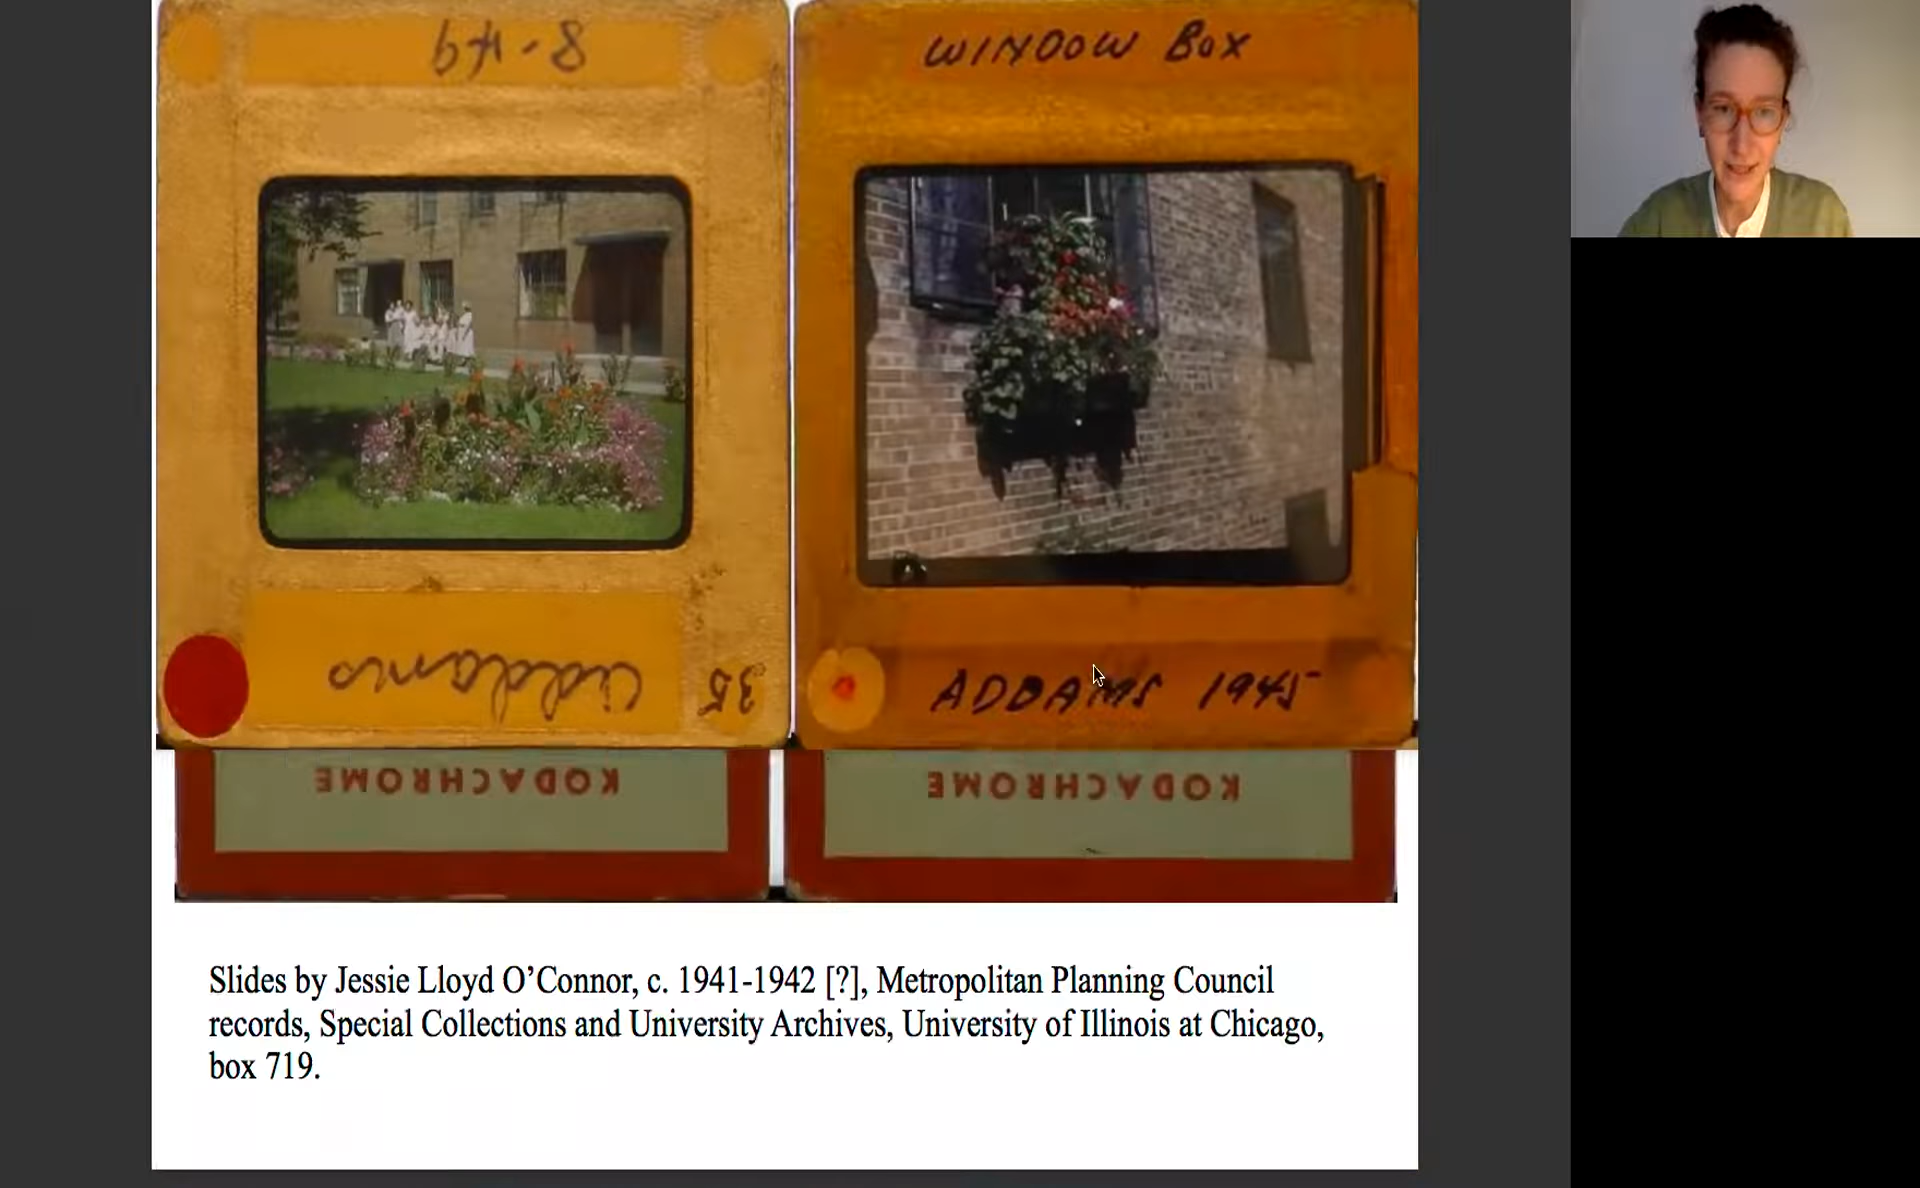 8-49
WINDOW BOX
35
Addams
ADDAMS 1945
KODACHROME
KODACHROME
Slides by Jessie Lloyd O’Connor, c. 1941-1942 [?], Metropolitan Planning Council
records, Special Collections and University Archives, University of Illinois at Chicago,
box 719.